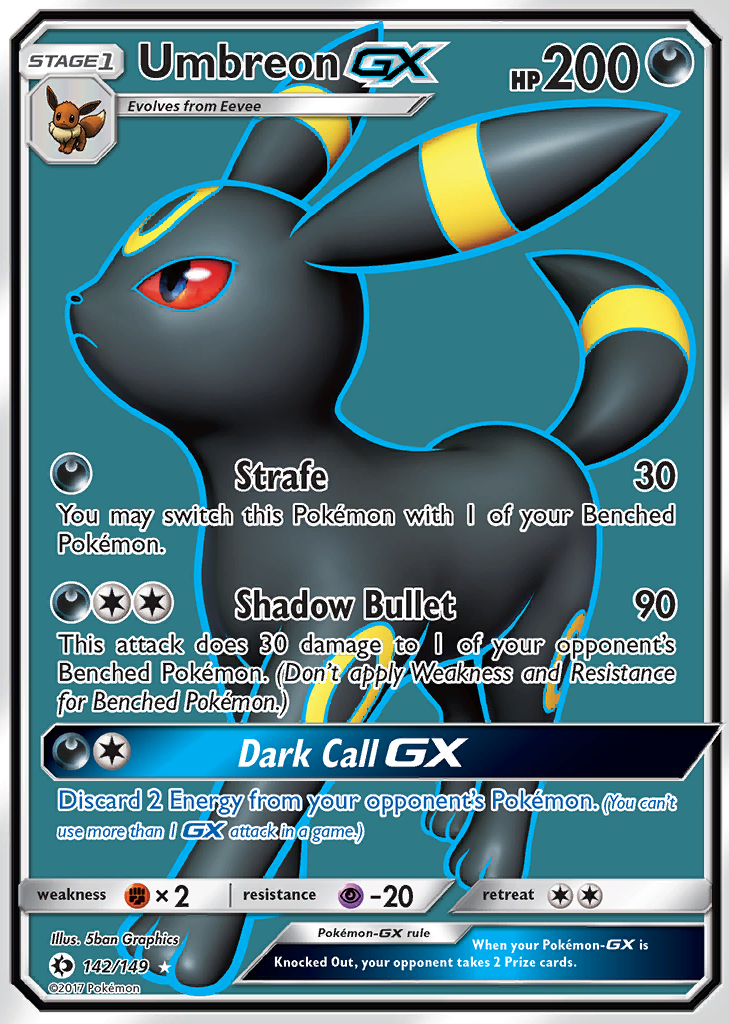 STAGE1 Umbreon GX HP200
Evolves from Eevee
Strafe 30
You may switch this Pokémon with 1 of your Benched
Pokémon.
Shadow Bullet 90
This attack does 30 damage to 1 of your opponent's
Benched Pokémon. (Don't apply Weakness and Resistance
for Benched Pokémon.)
Dark Call GX
Discard 2 Energy from your opponent's Pokémon. (You can't
use more than 1 GX attack in a game.)
weakness ×2 resistance -20 retreat
Illus. 5ban Graphics
142/149
©2017 Pokémon
Pokémon-GX rule
When your Pokémon-GX is
Knocked Out, your opponent takes 2 Prize cards.